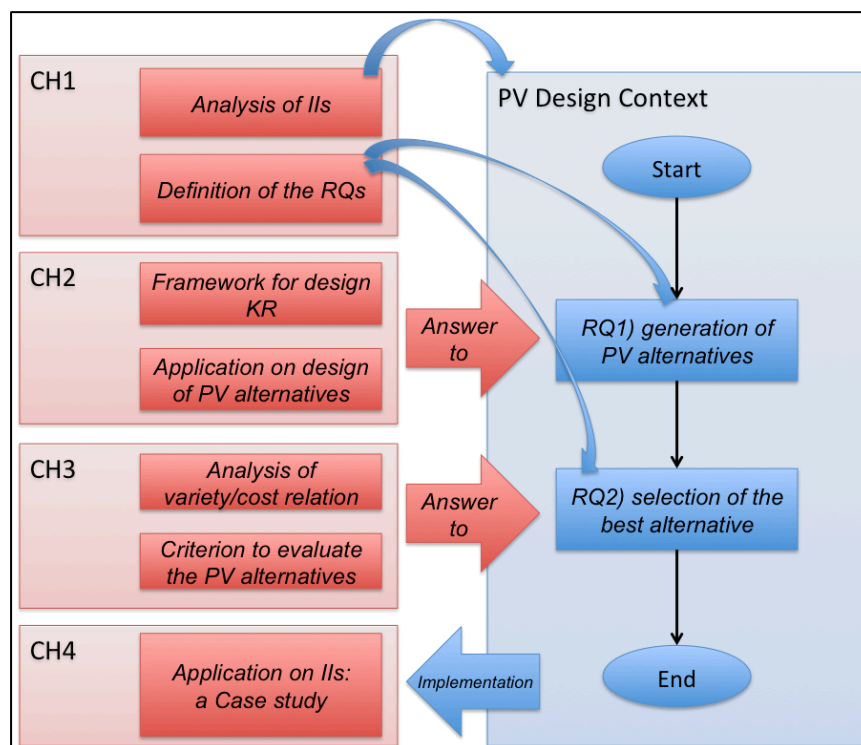 CH1
Analysis of IIs
Definition of the RQs
CH2
Framework for design
KR
Application on design
of PV alternatives
Answer
to
CH3
Analysis of
variety/cost relation
Criterion to evaluate
the PV alternatives
Answer
to
CH4
Application on IIs:
a Case study
Implementation
PV Design Context
Start
RQ1) generation of
PV alternatives
RQ2) selection of the
best alternative
End